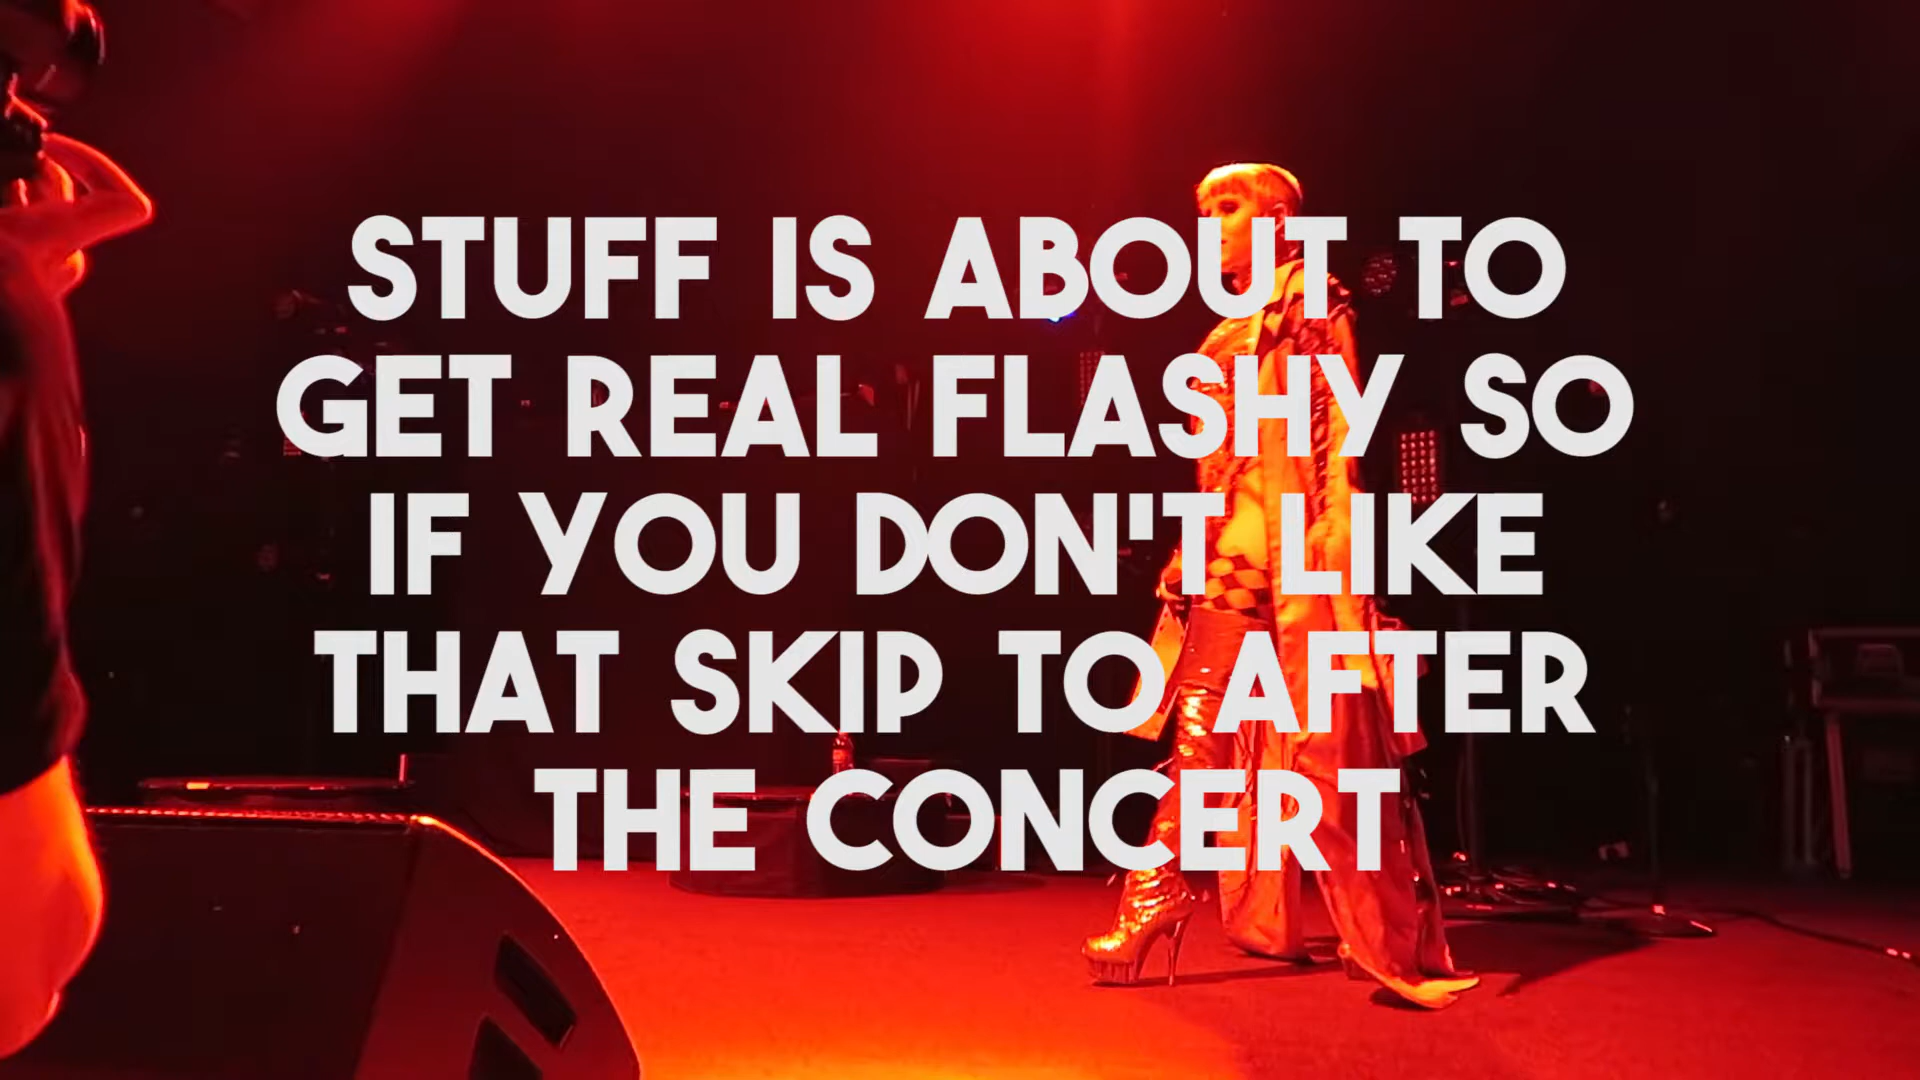 STUFF IS ABOUT TO
GET REAL FLASHY SO
IF YOU DON'T LIKE
THAT SKIP TO AFTER
THE CONCERT